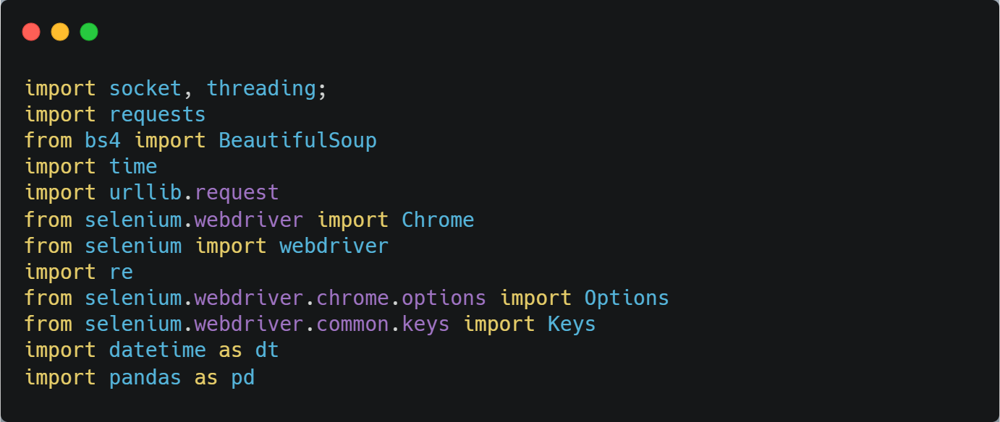 import socket, threading;
import requests
from bs4 import BeautifulSoup
import time
import urllib.request
from selenium.webdriver import Chrome
from selenium import webdriver
import re
from selenium.webdriver.chrome.options import Options
from selenium.webdriver.common.keys import Keys
import datetime as dt
import pandas as pd